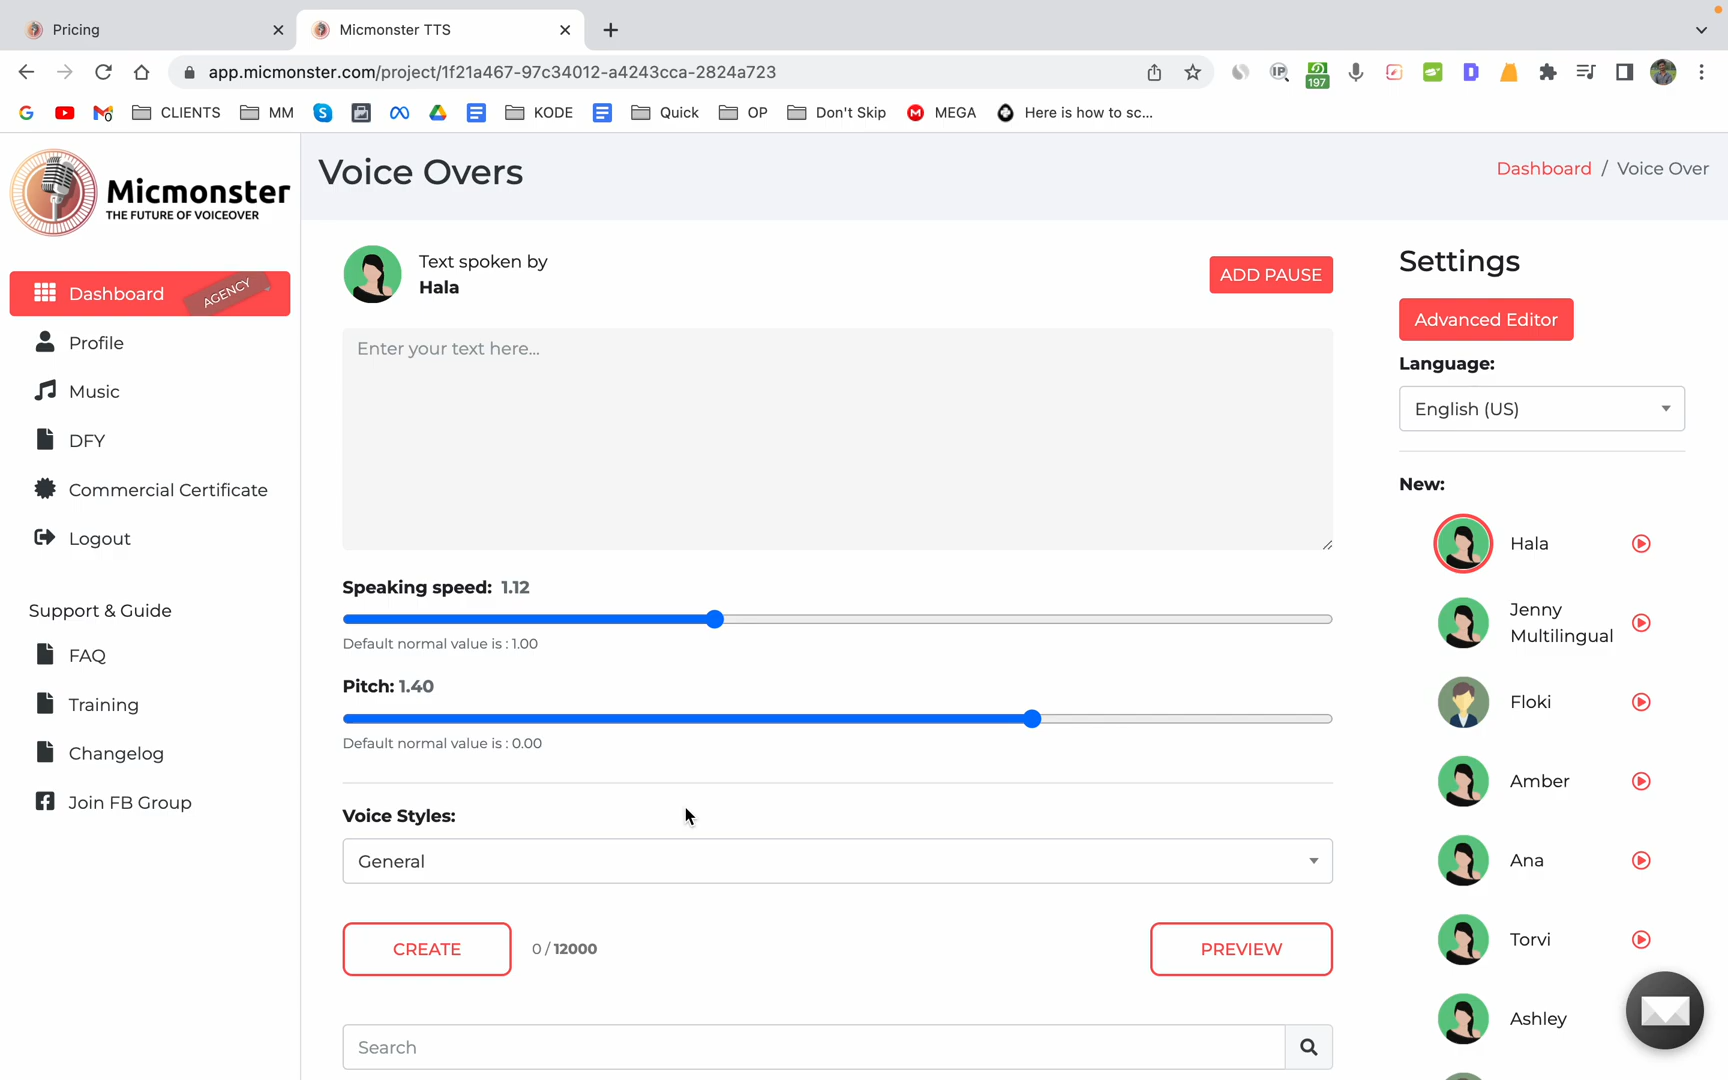 Pricing
Micmonster TTS
app.micmonster.com/project/1f21a467-97c34012-a4243cca-2824a723
IP
197
CLIENTS
MM
KODE
Quick
OP
Don't Skip
MEGA
Here is how to sc...
Micmonster
THE FUTURE OF VOICEOVER
Voice Overs
Dashboard / Voice Over
Dashboard
AGENCY
Profile
Music
DFY
Commercial Certificate
Logout
Support & Guide
FAQ
Training
Changelog
Join FB Group
Text spoken by
Hala
ADD PAUSE
Enter your text here...
Speaking speed: 1.12
Default normal value is : 1.00
Pitch: 1.40
Default normal value is : 0.00
Voice Styles:
General
CREATE
0 / 12000
PREVIEW
Search
Settings
Advanced Editor
Language:
English (US)
New:
Hala
Jenny
Multilingual
Floki
Amber
Ana
Torvi
Ashley